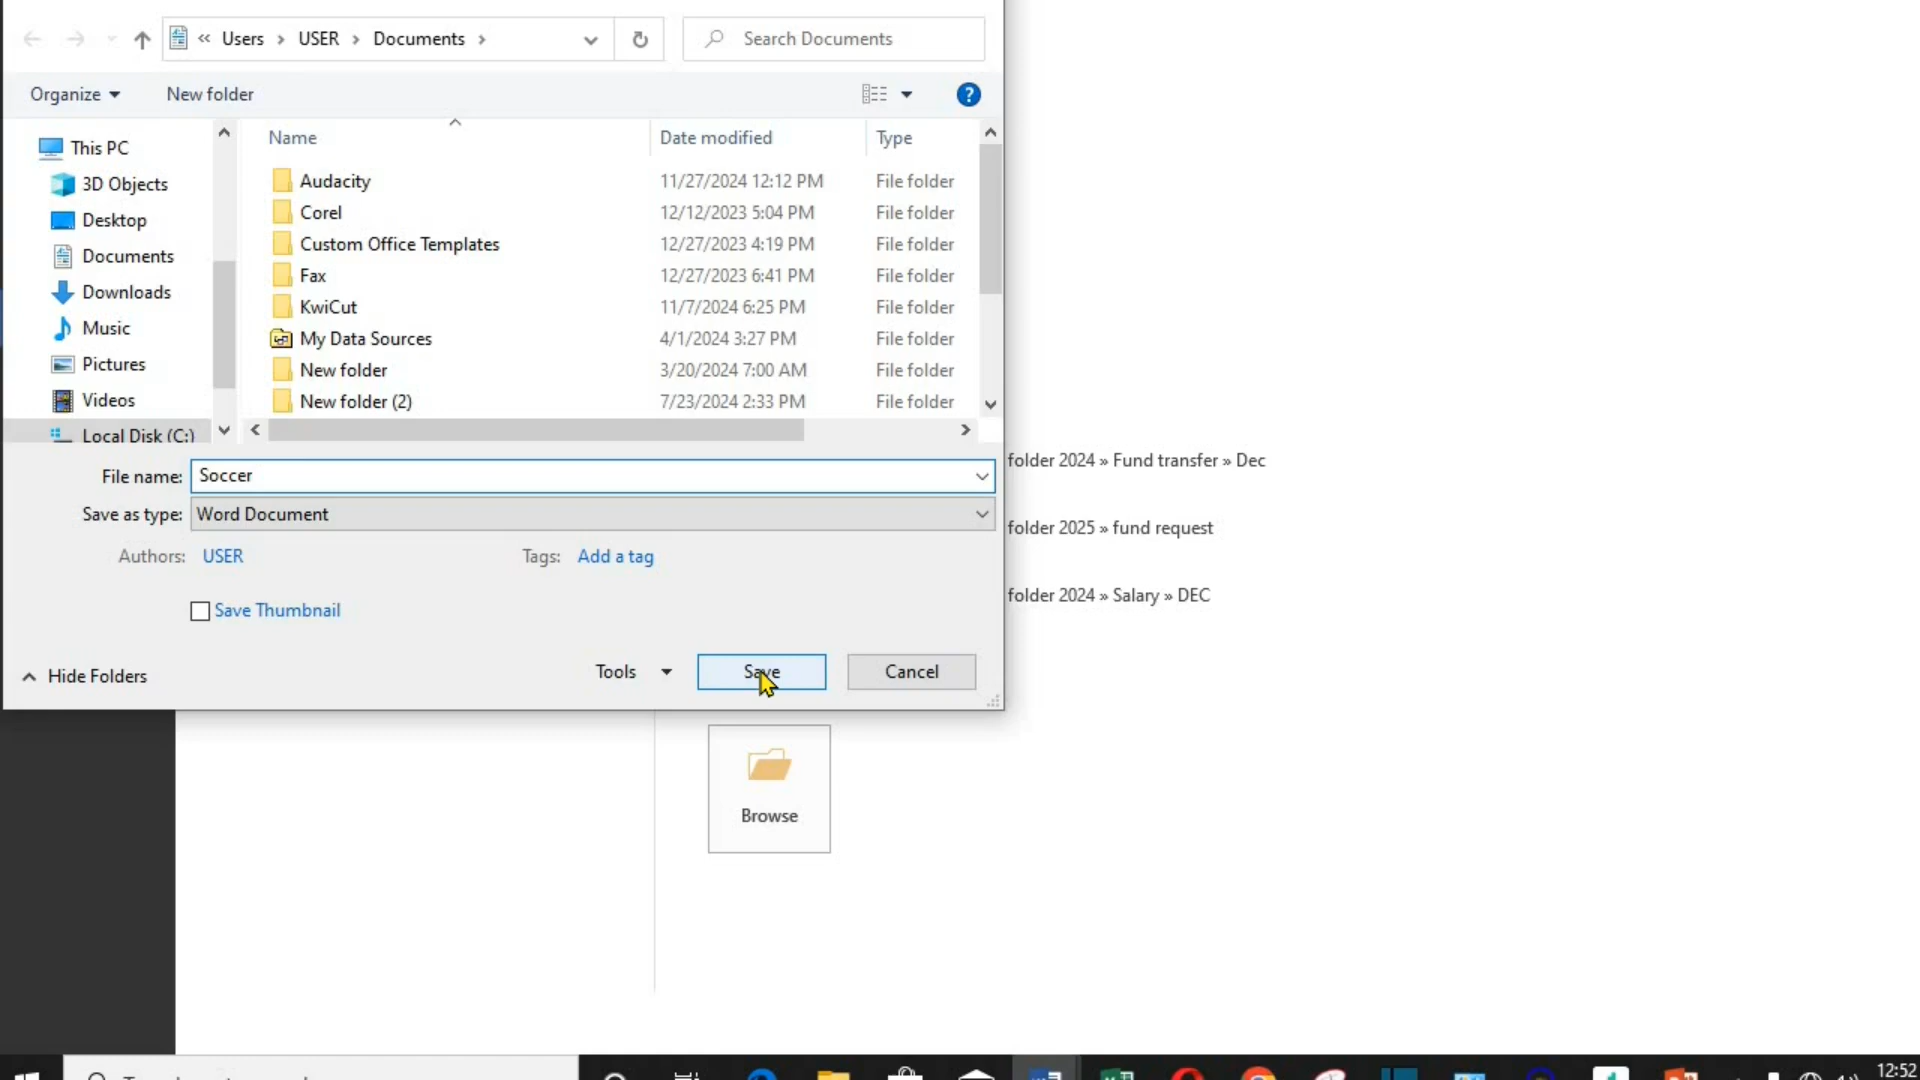 « Users › USER › Documents ›
Search Documents
Organize
New folder
This PC
3D Objects
Desktop
Documents
Downloads
Music
Pictures
Videos
Local Disk (C:)
Name Date modified Type
Audacity 11/27/2024 12:12 PM File folder
Corel 12/12/2023 5:04 PM File folder
Custom Office Templates 12/27/2023 4:19 PM File folder
Fax 12/27/2023 6:41 PM File folder
KwiCut 11/7/2024 6:25 PM File folder
My Data Sources 4/1/2024 3:27 PM File folder
New folder 3/20/2024 7:00 AM File folder
New folder (2) 7/23/2024 2:33 PM File folder
File name: Soccer
Save as type: Word Document
Authors: USER Tags: Add a tag
Save Thumbnail
Hide Folders
Tools
Save
Cancel
folder 2024 » Fund transfer » Dec
folder 2025 » fund request
folder 2024 » Salary » DEC
Browse
12:52